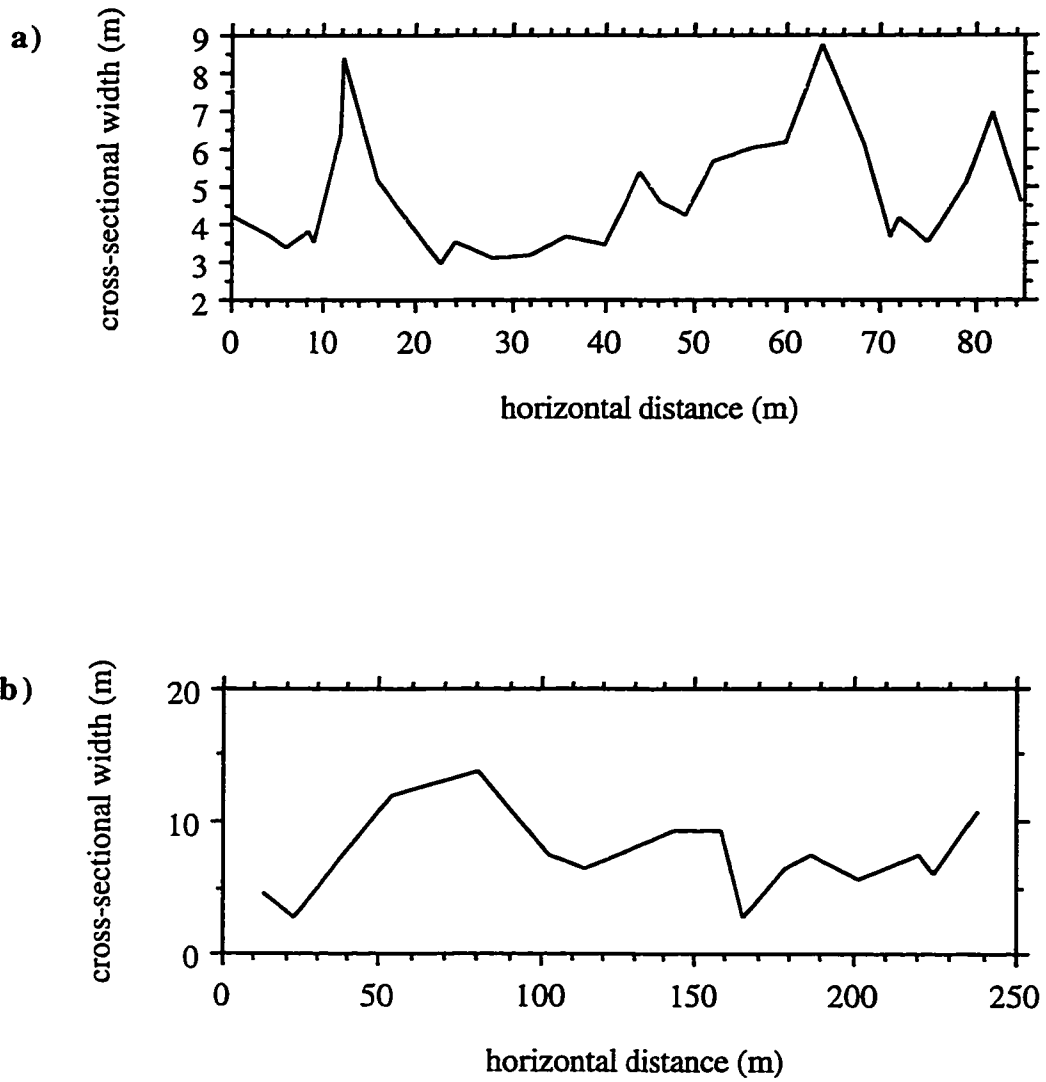 a)
cross-sectional width (m)
9
8
7
6
5
4
3
2
0 10 20 30 40 50 60 70 80
horizontal distance (m)
b)
cross-sectional width (m)
20
10
0
0 50 100 150 200 250
horizontal distance (m)